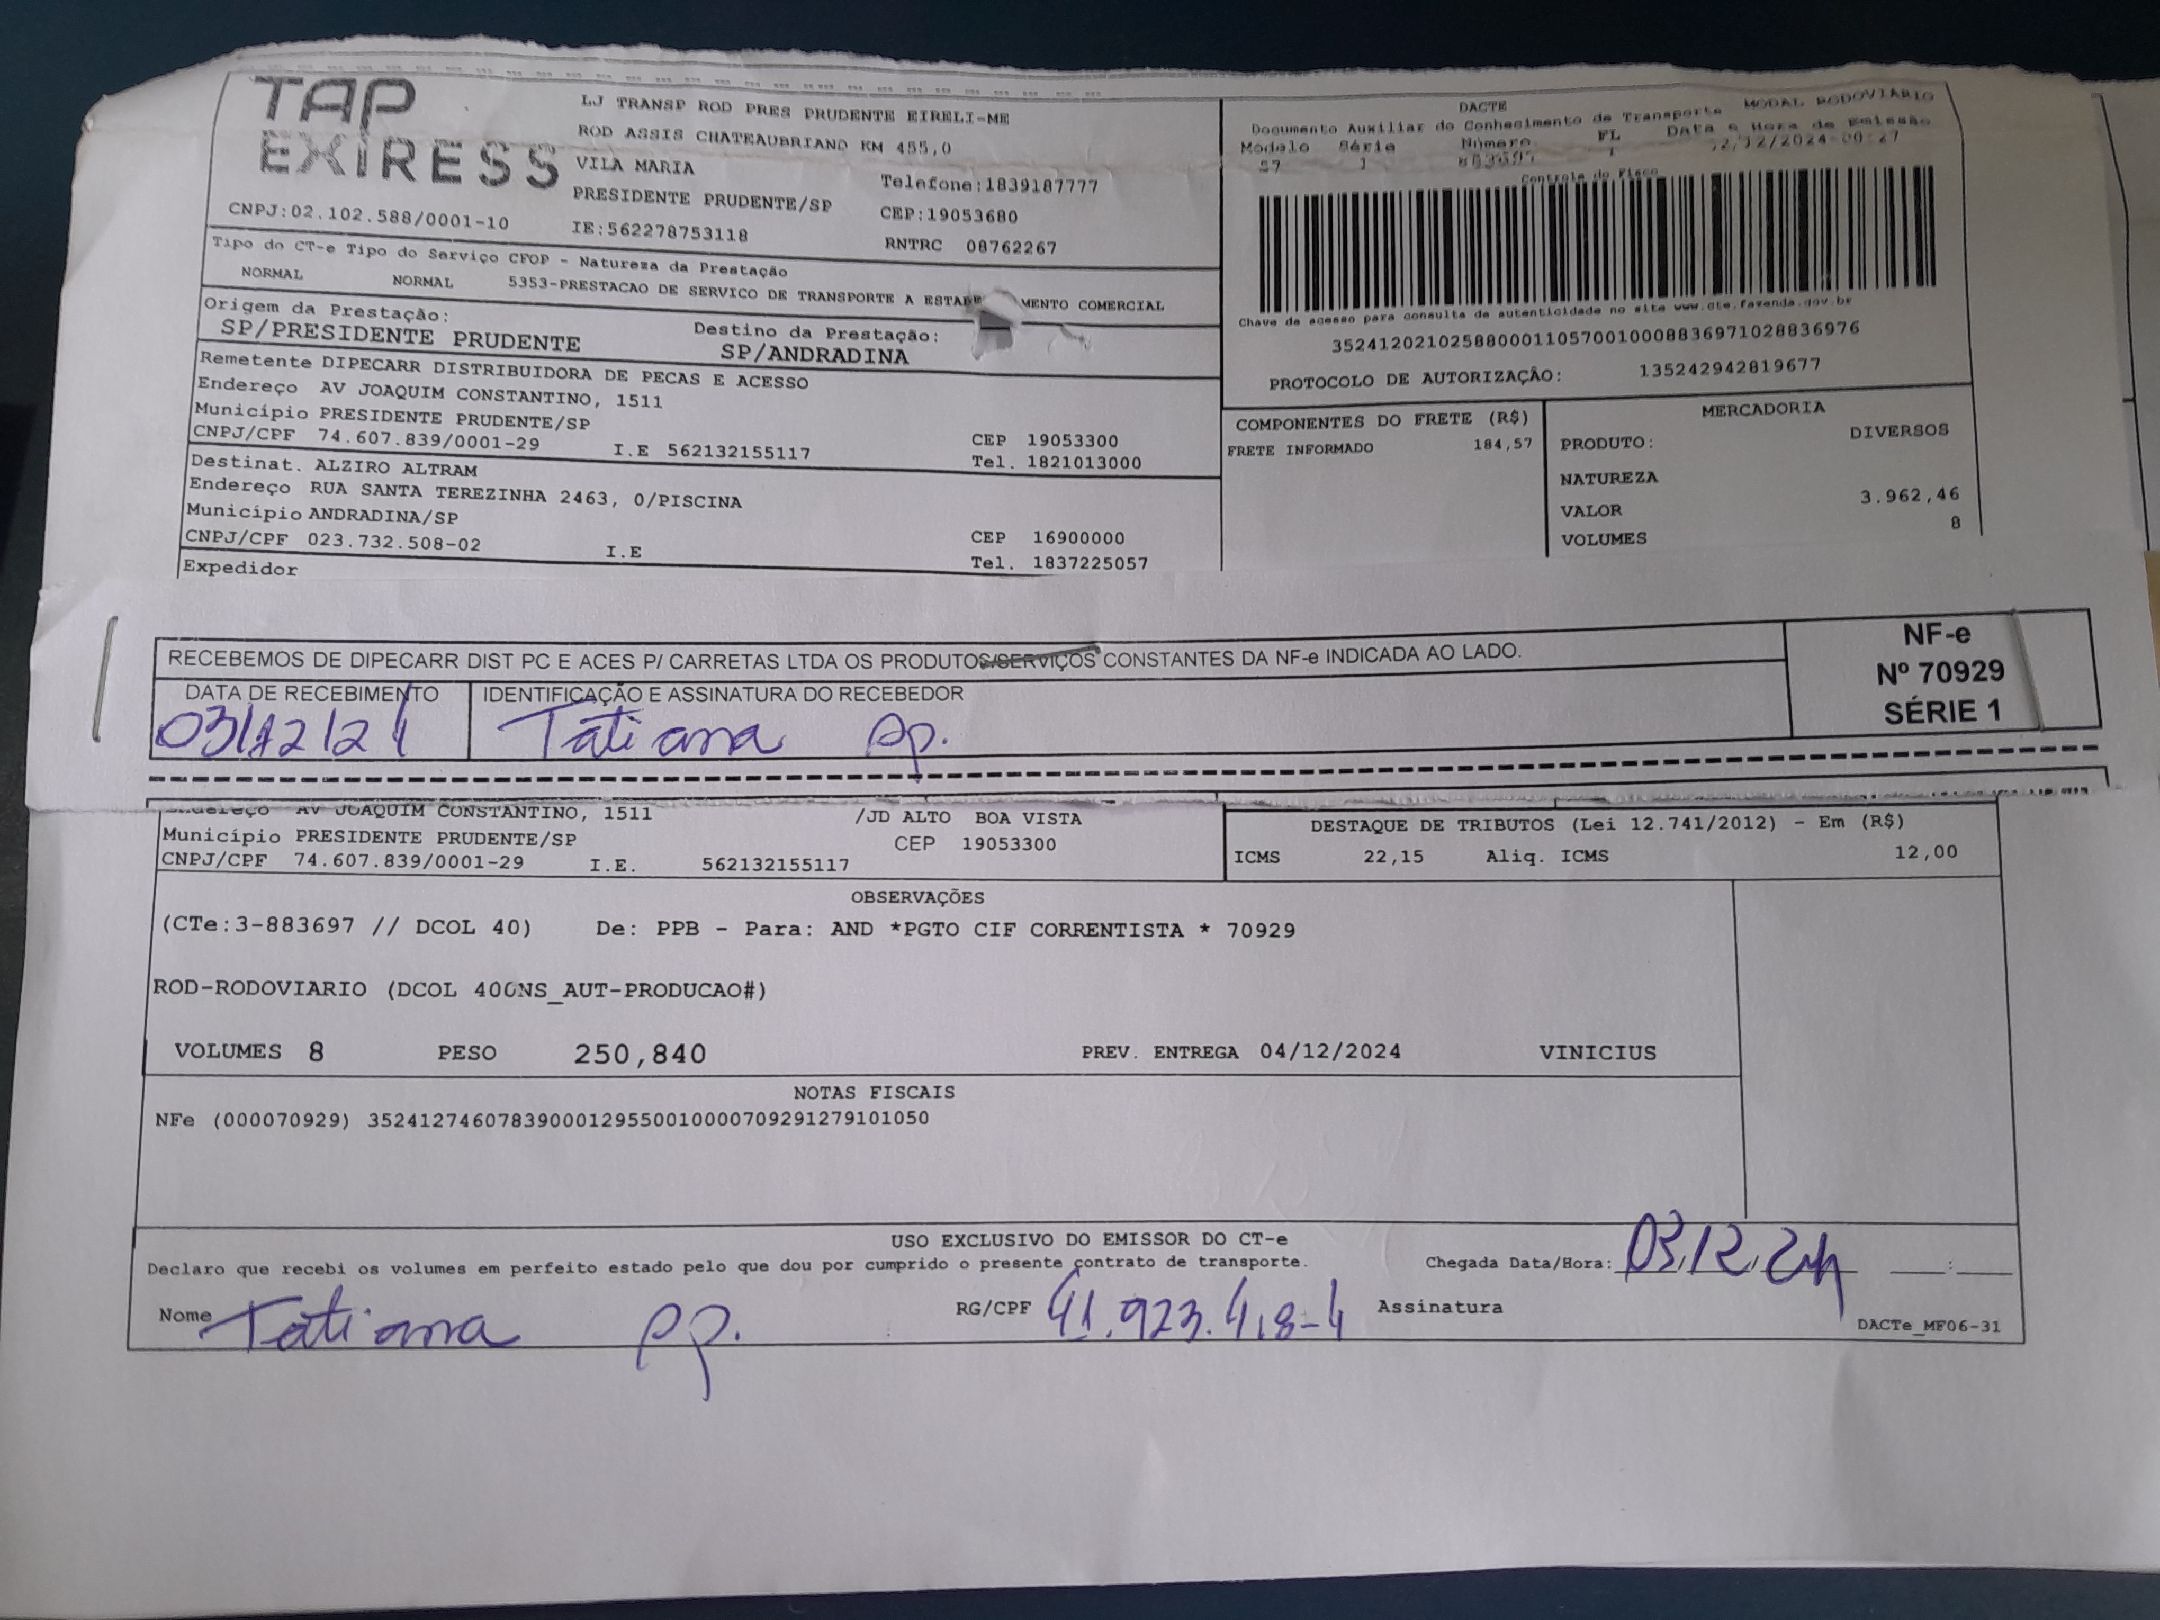 TAP
EXPRESS
LJ TRANSP ROD PRES PRUDENTE EIRELI-ME
ROD ASSIS CHATEAUBRIAND KM 455,0
VILA MARIA Telefone:1839187777
PRESIDENTE PRUDENTE/SP CEP:19053680
CNPJ:02.102.588/0001-10 IE:562278753118 RNTRC 08762267
Tipo do CT-e Tipo do Serviço CFOP - Natureza da Prestação
NORMAL NORMAL 5353-PRESTACAO DE SERVICO DE TRANSPORTE A MENTO COMERCIAL
Origem da Prestação: Destino da Prestação:
SP/PRESIDENTE PRUDENTE SP/ANDRADINA
Remetente DIPECARR DISTRIBUIDORA DE PECAS E ACESSO
Endereço AV JOAQUIM CONSTANTINO, 1511
Município PRESIDENTE PRUDENTE/SP CEP 19053300
CNPJ/CPF 74.607.839/0001-29 I.E 562132155117 Tel. 1821013000
Destinat. ALZIRO ALTRAM
Endereço RUA SANTA TEREZINHA 2463, 0/PISCINA
Município ANDRADINA/SP CEP 16900000
CNPJ/CPF 023.732.508-02 I.E Tel. 1837225057
Expedidor
DACTE MODAL RODOVIÁRIO
Documento Auxiliar do Conhecimento de Transporte
Modelo Série Número FL Data e Hora de Emissão
57 1 883697 1
Controle do Fisco
Chave de acesso para consulta de autenticidade no site www.cte.fazenda.gov.br
35241202102588000110570010008836971028836976
PROTOCOLO DE AUTORIZAÇÃO: 135242942819677
COMPONENTES DO FRETE (R$)
FRETE INFORMADO 184,57
MERCADORIA
PRODUTO: DIVERSOS
NATUREZA
VALOR 3.962,46
VOLUMES 8
RECEBEMOS DE DIPECARR DIST PC E ACES P/ CARRETAS LTDA OS PRODUTOS/SERVIÇOS CONSTANTES DA NF-e INDICADA AO LADO.
DATA DE RECEBIMENTO IDENTIFICAÇÃO E ASSINATURA DO RECEBEDOR
03/12/24 Tatiana Ap.
NF-e
Nº 70929
SÉRIE 1
Endereço AV JOAQUIM CONSTANTINO, 1511 /JD ALTO BOA VISTA
Município PRESIDENTE PRUDENTE/SP CEP 19053300
CNPJ/CPF 74.607.839/0001-29 I.E. 562132155117
DESTAQUE DE TRIBUTOS (Lei 12.741/2012) - Em (R$)
ICMS 22,15 Aliq. ICMS 12,00
OBSERVAÇÕES
(CTe:3-883697 // DCOL 40) De: PPB - Para: AND *PGTO CIF CORRENTISTA * 70929
ROD-RODOVIARIO (DCOL 400NS_AUT-PRODUCAO#)
VOLUMES 8 PESO 250,840 PREV. ENTREGA 04/12/2024 VINICIUS
NOTAS FISCAIS
NFe (000070929) 35241274607839000129550010000709291279101050
USO EXCLUSIVO DO EMISSOR DO CT-e
Declaro que recebi os volumes em perfeito estado pelo que dou por cumprido o presente contrato de transporte. Chegada Data/Hora: 03/12/24 :
Nome Tatiana Ap. RG/CPF Assinatura
DACTe_MF06-31